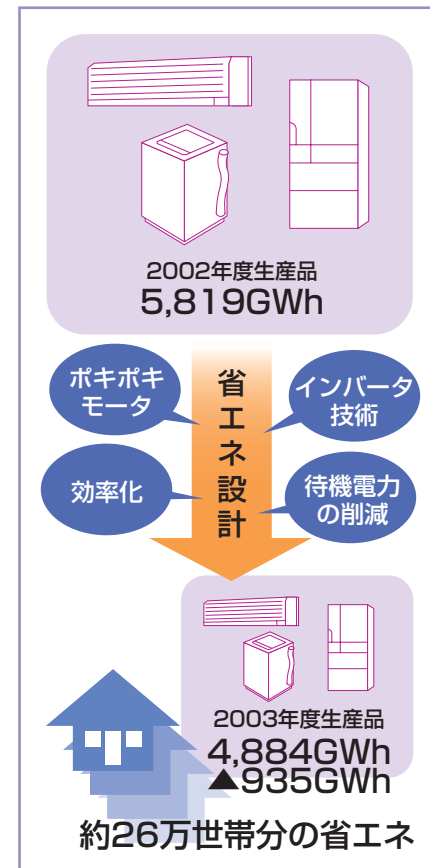 2002年度生産品
5,819GWh
ポキポキ
モータ
省エネ設計
インバータ
技術
効率化
待機電力
の削減
2003年度生産品
4,884GWh
▲935GWh
約26万世帯分の省エネ